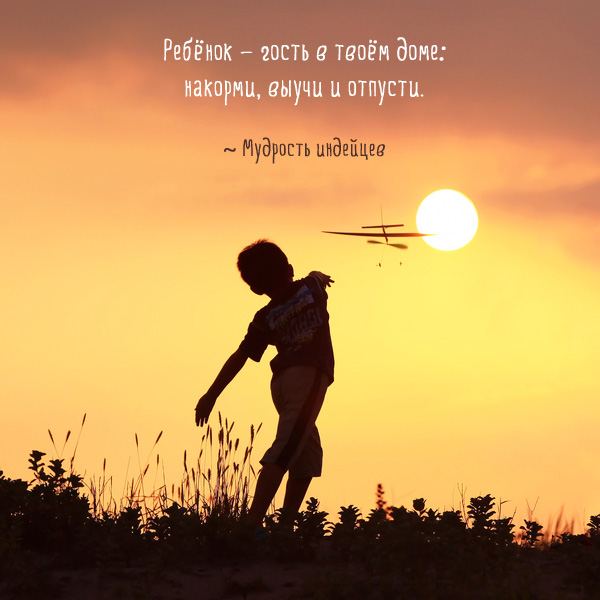 Ребёнок – гость в твоём доме:
накорми, выучи и отпусти.
~ Мудрость индейцев